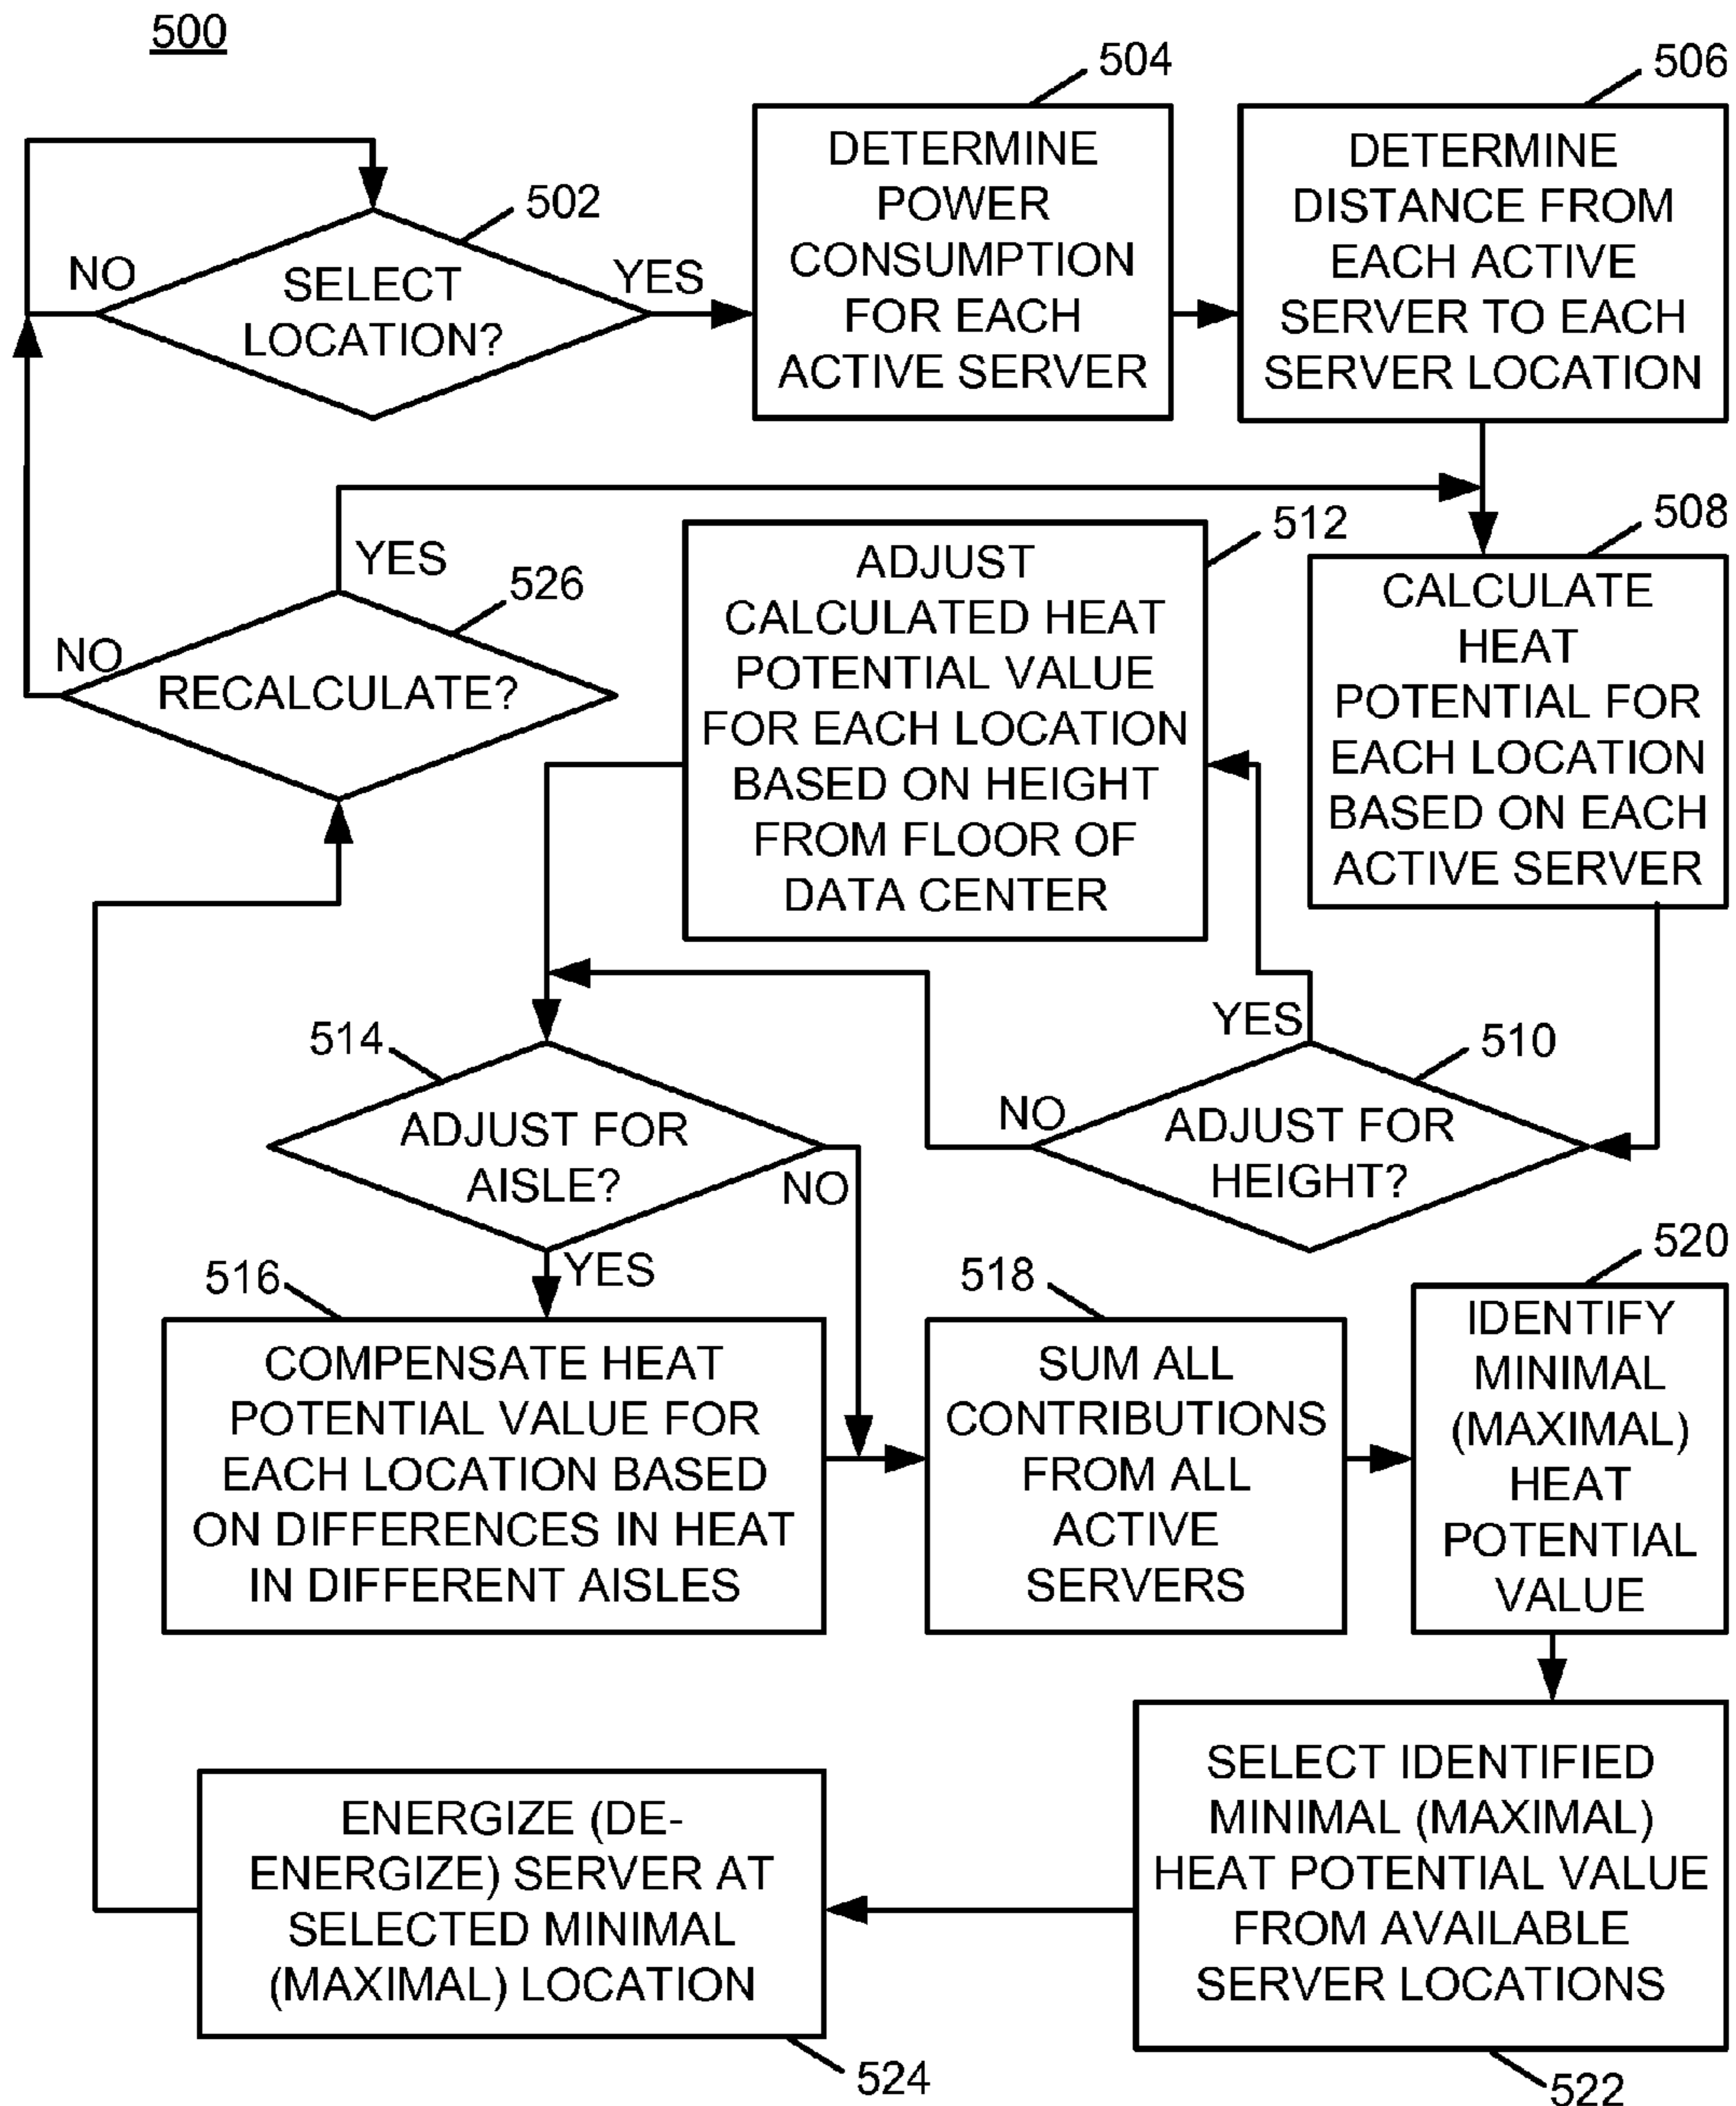 500
504
DETERMINE
POWER
CONSUMPTION
FOR EACH
ACTIVE SERVER
506
DETERMINE
DISTANCE FROM
EACH ACTIVE
SERVER TO EACH
SERVER LOCATION
502
NO
SELECT
LOCATION?
YES
512
ADJUST
CALCULATED HEAT
POTENTIAL VALUE
FOR EACH LOCATION
BASED ON HEIGHT
FROM FLOOR OF
DATA CENTER
508
CALCULATE
HEAT
POTENTIAL FOR
EACH LOCATION
BASED ON EACH
ACTIVE SERVER
YES
526
NO
RECALCULATE?
514
ADJUST FOR
AISLE?
NO
YES
YES
510
NO
ADJUST FOR
HEIGHT?
516
COMPENSATE HEAT
POTENTIAL VALUE FOR
EACH LOCATION BASED
ON DIFFERENCES IN HEAT
IN DIFFERENT AISLES
518
SUM ALL
CONTRIBUTIONS
FROM ALL
ACTIVE
SERVERS
520
IDENTIFY
MINIMAL
(MAXIMAL)
HEAT
POTENTIAL
VALUE
ENERGIZE (DE-
ENERGIZE) SERVER AT
SELECTED MINIMAL
(MAXIMAL) LOCATION
524
SELECT IDENTIFIED
MINIMAL (MAXIMAL)
HEAT POTENTIAL VALUE
FROM AVAILABLE
SERVER LOCATIONS
522